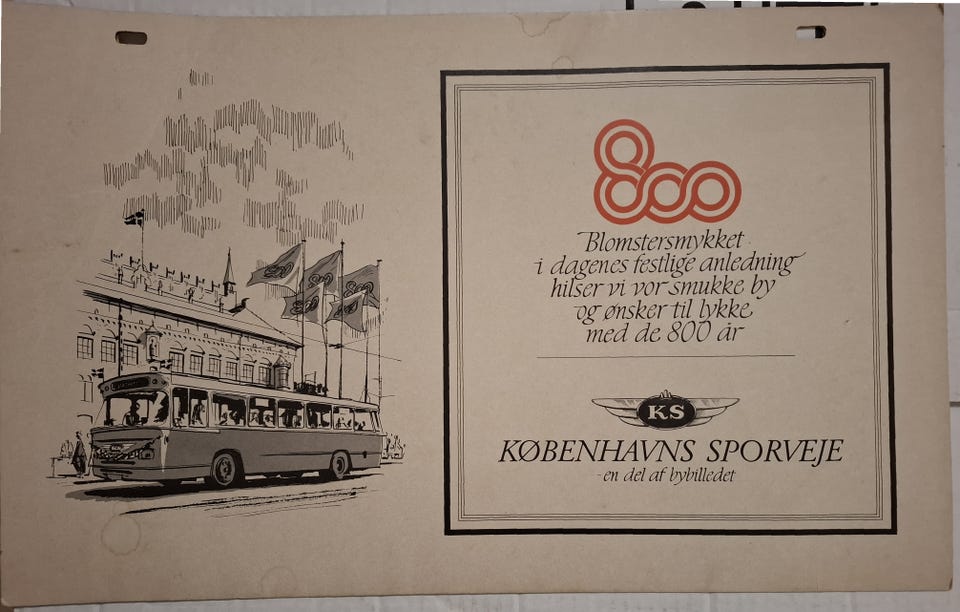 800
Blomstersmykket
i dagenes festlige anledning
hilser vi vor smukke by
og ønsker til lykke
med de 800 år
KS
KØBENHAVNS SPORVEJE
- en del af bybilledet